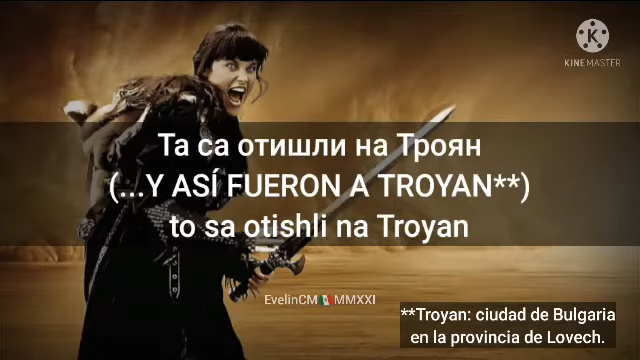 KINEMASTER
Та са отишли на Троян
(...Y ASÍ FUERON A TROYAN**)
to sa otishli na Troyan
EvelinCM🇲🇽 MMXXI
**Troyan: ciudad de Bulgaria
en la provincia de Lovech.